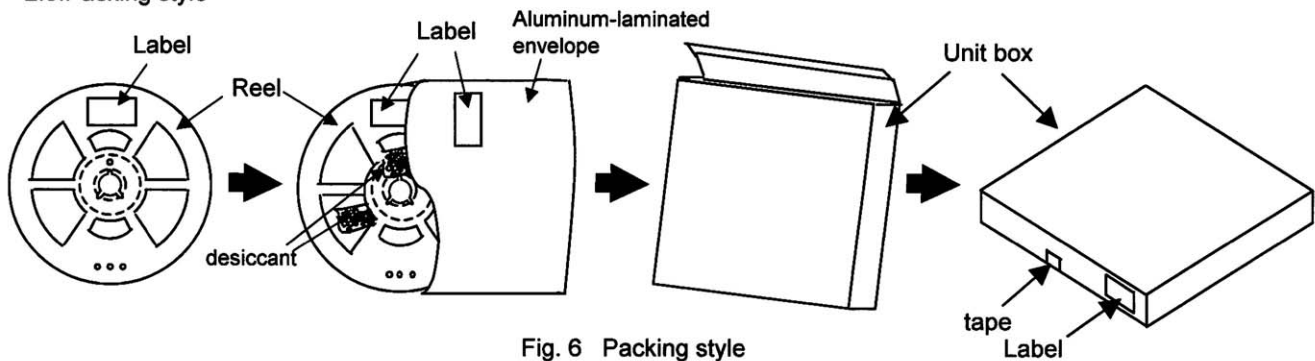 Label
Reel
Label
Aluminum-laminated
envelope
desiccant
Unit box
tape
Label
Fig. 6 Packing style